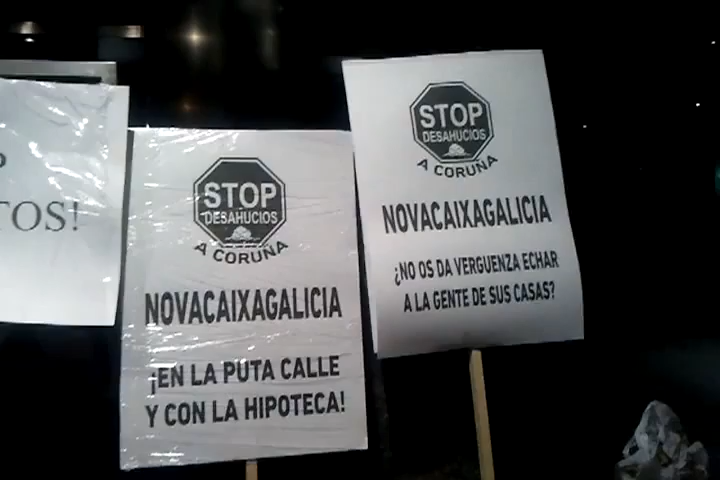 TOS!
STOP
DESAHUCIOS
A CORUÑA
NOVACAIXAGALICIA
¡EN LA PUTA CALLE
Y CON LA HIPOTECA!
STOP
DESAHUCIOS
A CORUÑA
NOVACAIXAGALICIA
¿NO OS DA VERGUENZA ECHAR
A LA GENTE DE SUS CASAS?